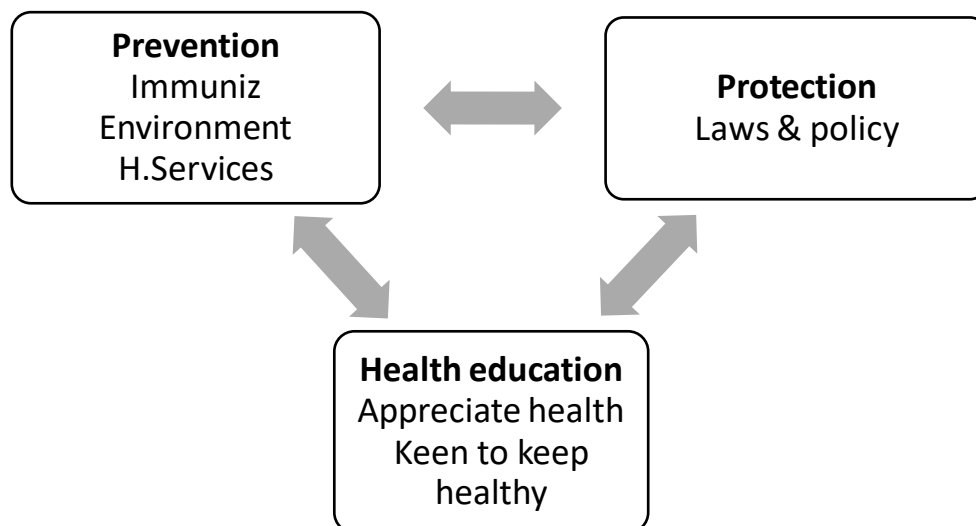 Prevention
Immuniz
Environment
H.Services
Protection
Laws & policy
Health education
Appreciate health
Keen to keep
healthy